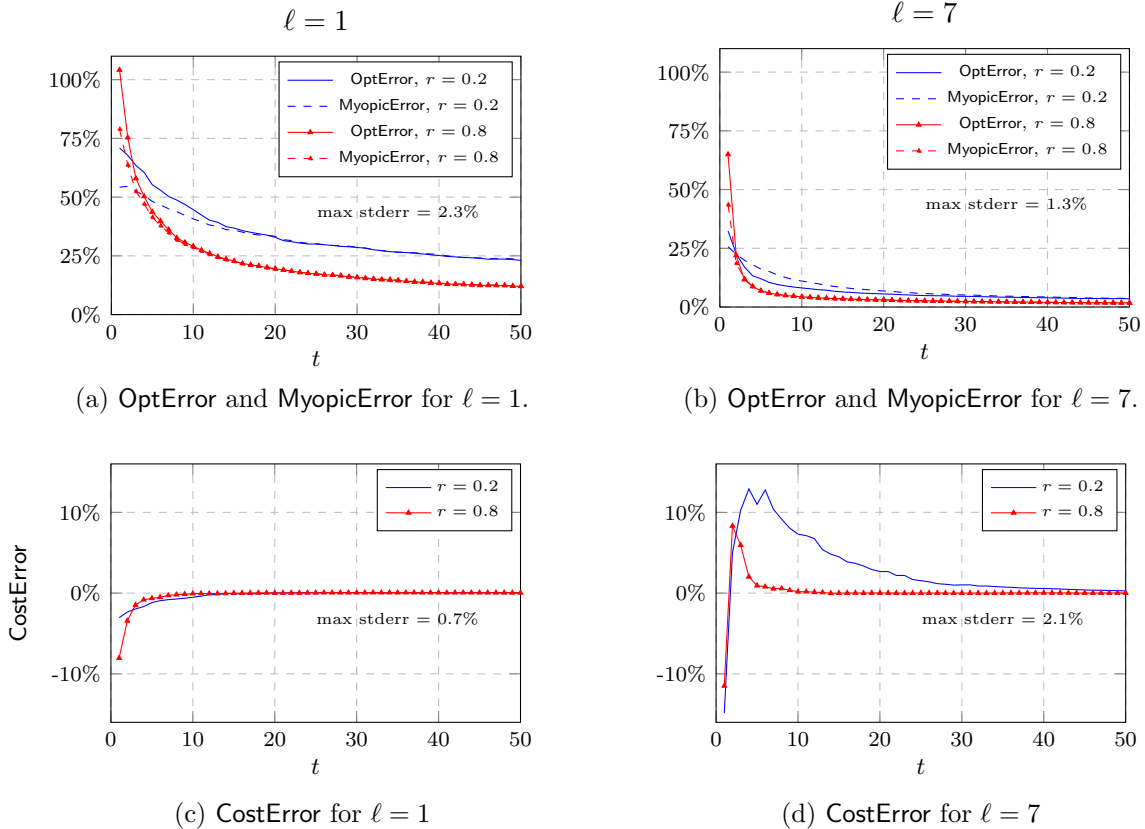 ℓ = 1
100%
75%
50%
25%
0%
OptError, r = 0.2
MyopicError, r = 0.2
OptError, r = 0.8
MyopicError, r = 0.8
max stderr = 2.3%
0 10 20 30 40 50
t
(a) OptError and MyopicError for ℓ = 1.
ℓ = 7
100%
75%
50%
25%
0%
OptError, r = 0.2
MyopicError, r = 0.2
OptError, r = 0.8
MyopicError, r = 0.8
max stderr = 1.3%
0 10 20 30 40 50
t
(b) OptError and MyopicError for ℓ = 7.
CostError
10%
0%
-10%
r = 0.2
r = 0.8
max stderr = 0.7%
0 10 20 30 40 50
t
(c) CostError for ℓ = 1
10%
0%
-10%
r = 0.2
r = 0.8
max stderr = 2.1%
0 10 20 30 40 50
t
(d) CostError for ℓ = 7